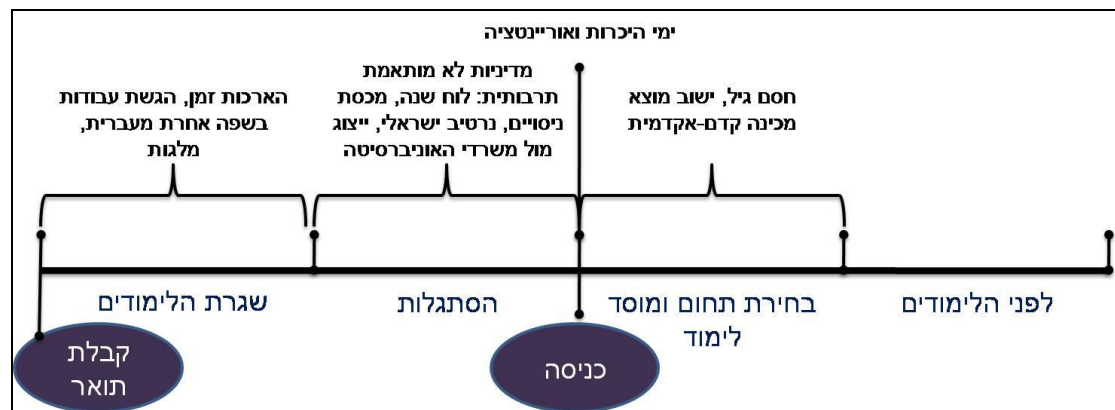 ימי היכרות ואוריינטציה
חסם גיל, ישוב מוצא
מכינה קדם-אקדמית
מדיניות לא מותאמת
תרבותית: לוח שנה, מכסת
ניסויים, נרטיב ישראלי, ייצוג
מול משרדי האוניברסיטה
הארכות זמן, הגשת עבודות
בשפה אחרת מעברית,
מלגות
לפני הלימודים
בחירת תחום ומוסד
לימוד
הסתגלות
שגרת הלימודים
כניסה
קבלת
תואר